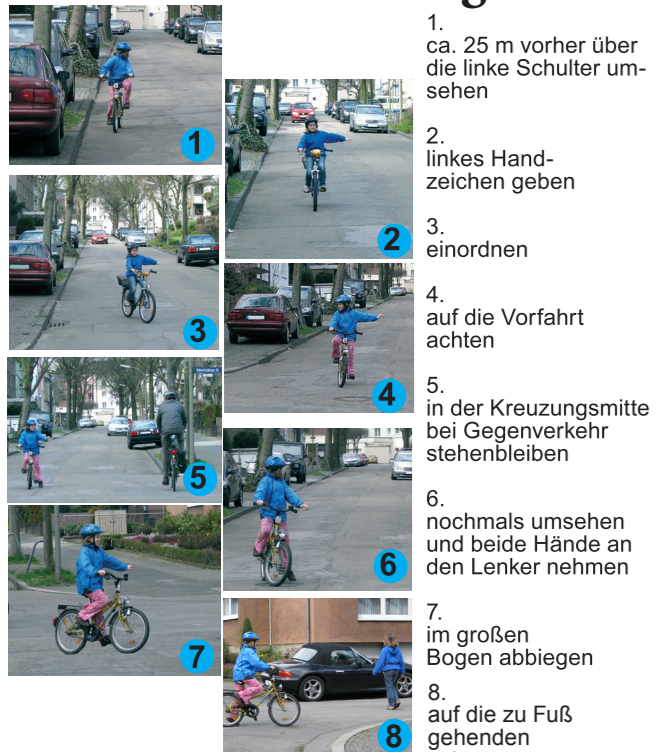 1.
ca. 25 m vorher über
die linke Schulter um-
sehen
2.
linkes Hand-
zeichen geben
3.
einordnen
4.
auf die Vorfahrt
achten
5.
in der Kreuzungsmitte
bei Gegenverkehr
stehenbleiben
6.
nochmals umsehen
und beide Hände an
den Lenker nehmen
7.
im großen
Bogen abbiegen
8.
auf die zu Fuß
gehenden
1
2
3
4
5
6
7
8